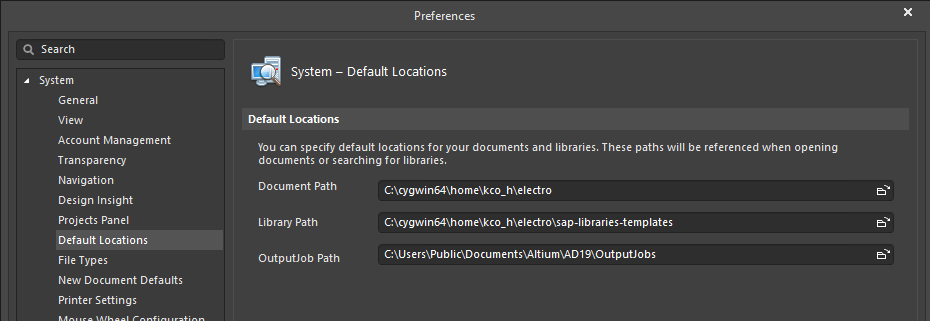 Preferences
Search
System
General
View
Account Management
Transparency
Navigation
Design Insight
Projects Panel
Default Locations
File Types
New Document Defaults
Printer Settings
Mouse Wheel Configuration
System – Default Locations
Default Locations
You can specify default locations for your documents and libraries. These paths will be referenced when opening
documents or searching for libraries.
Document Path C:\cygwin64\home\kco_h\electro
Library Path C:\cygwin64\home\kco_h\electro\sap-libraries-templates
OutputJob Path C:\Users\Public\Documents\Altium\AD19\OutputJobs